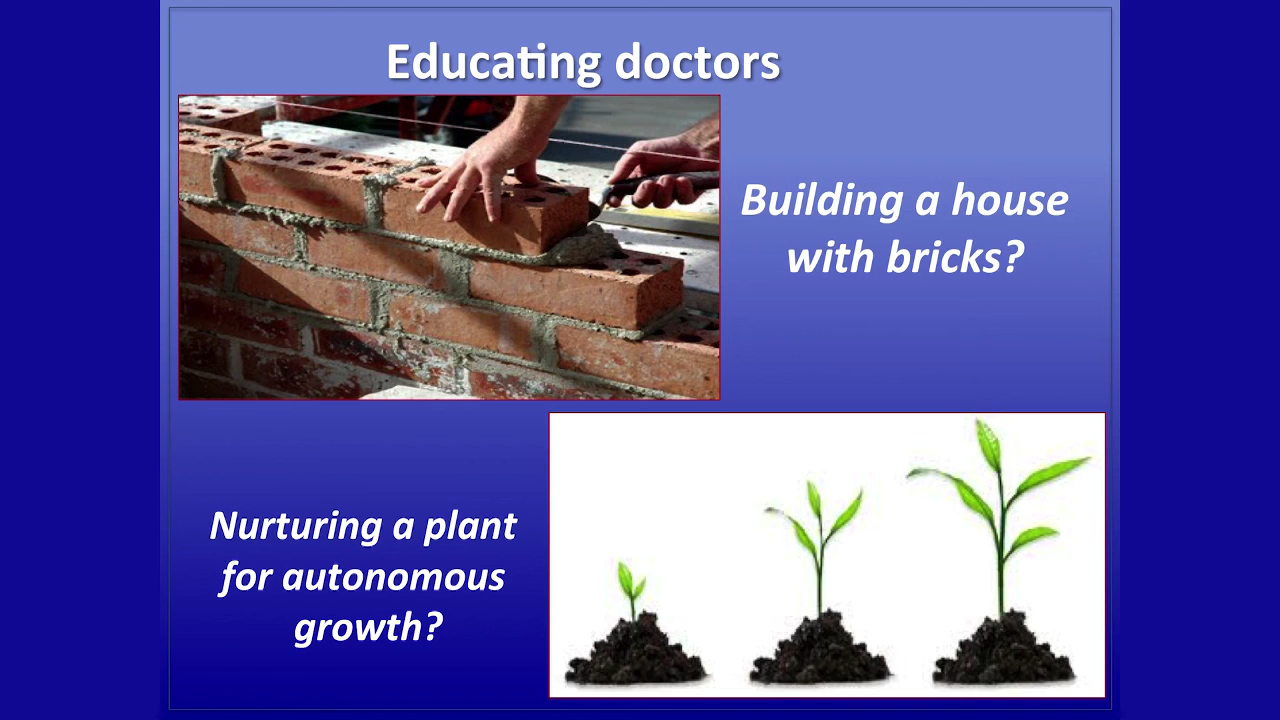 Educating doctors
Building a house
with bricks?
Nurturing a plant
for autonomous
growth?